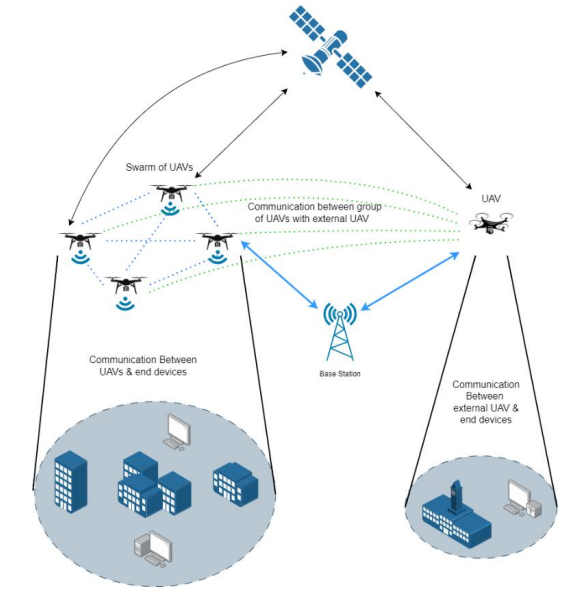 Swarm of UAVs
UAV
Communication between group
of UAVs with external UAV
Base Station
Communication Between
UAVs & end devices
Communication
Between
external UAV &
end devices